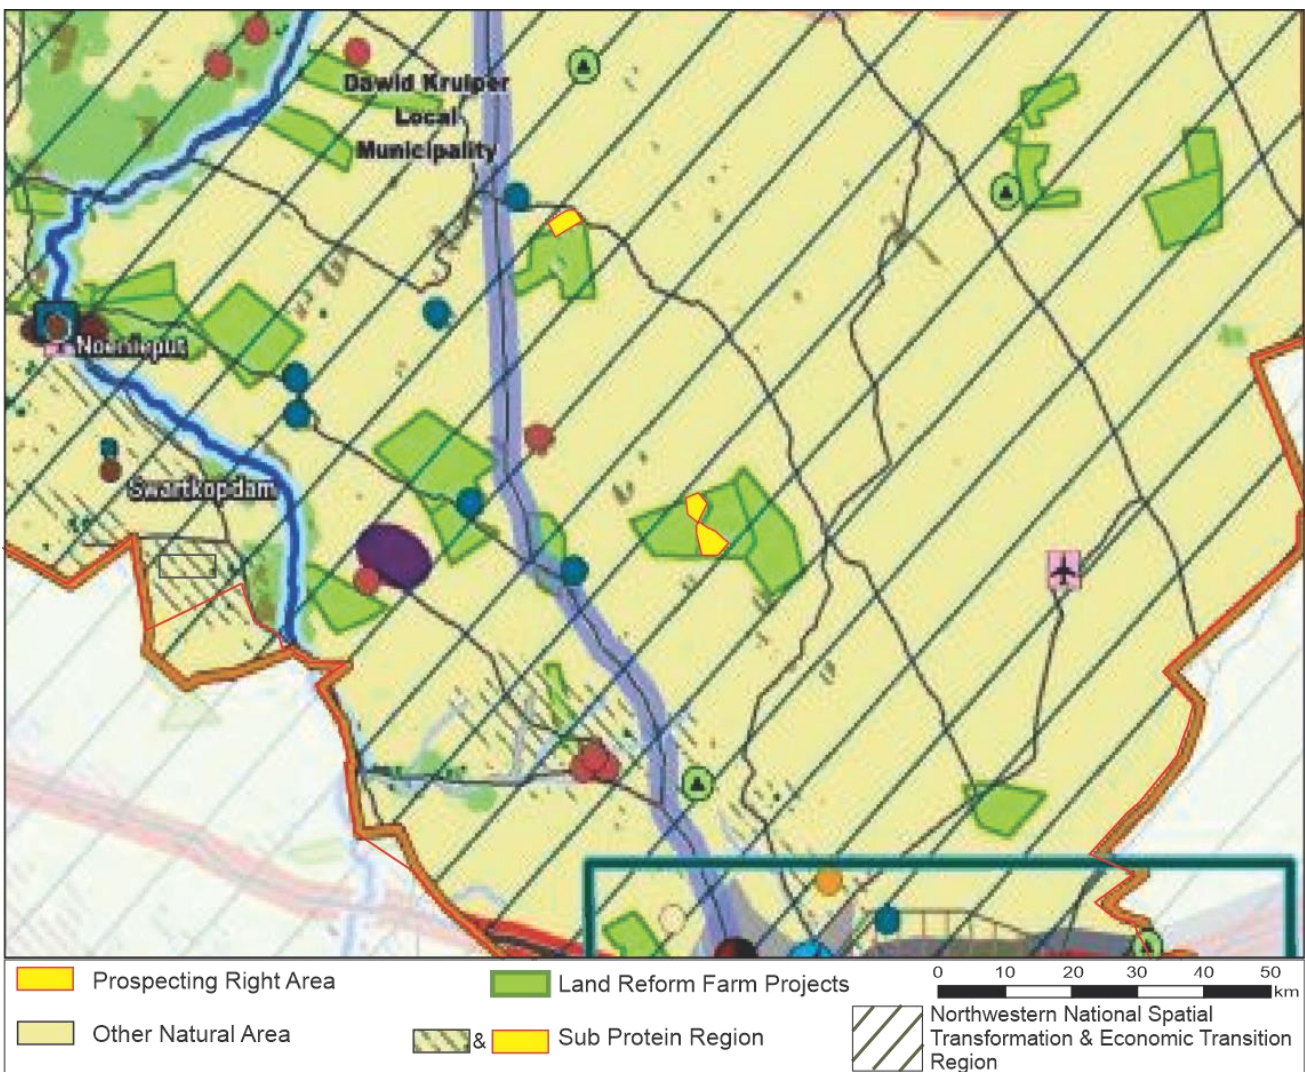 Dawid Kruiper
Local
Municipality
Noenieput
Swartkopdam
Prospecting Right Area
Land Reform Farm Projects
0 10 20 30 40 50
km
Other Natural Area
& Sub Protein Region
Northwestern National Spatial
Transformation & Economic Transition
Region